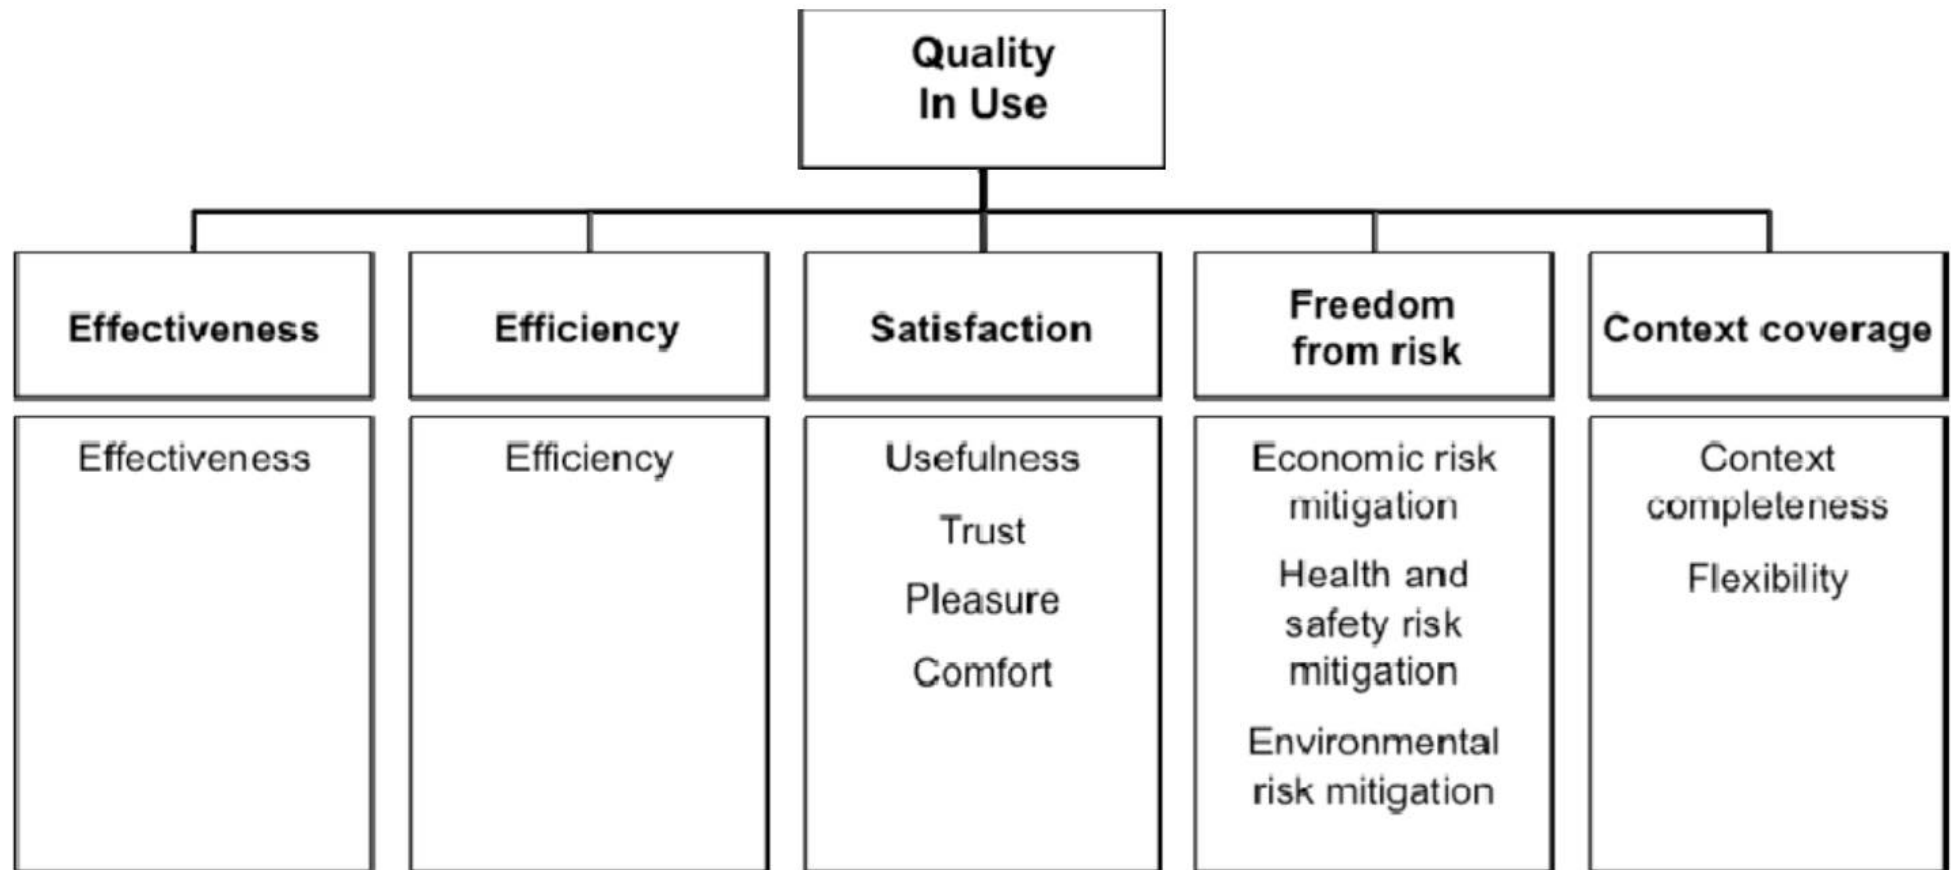 Quality
In Use
Effectiveness
Efficiency
Satisfaction
Freedom
from risk
Context coverage
Effectiveness
Efficiency
Usefulness
Trust
Pleasure
Comfort
Economic risk
mitigation
Health and
safety risk
mitigation
Environmental
risk mitigation
Context
completeness
Flexibility